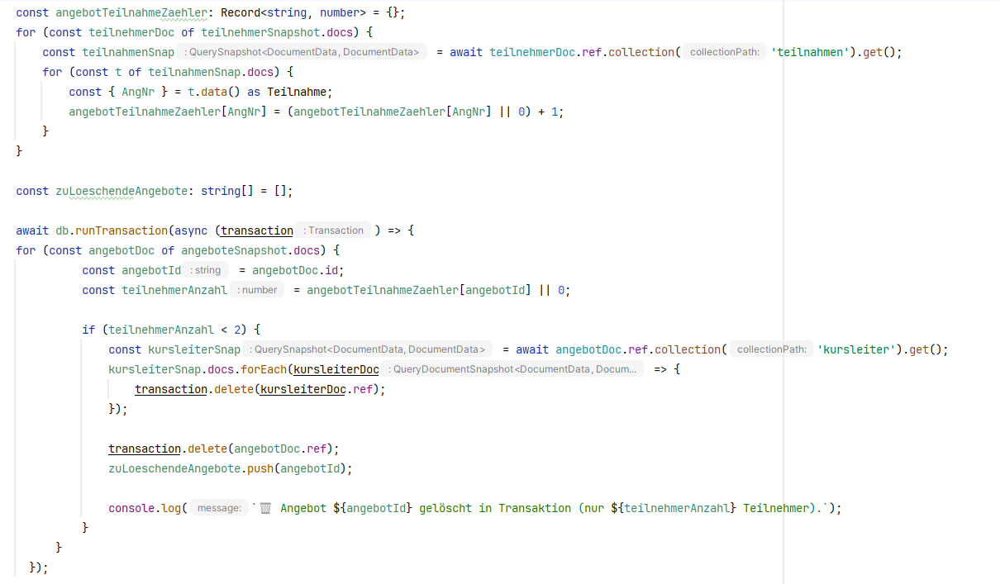 const angebotTeilnahmeZaehler: Record<string, number> = {};
for (const teilnehmerDoc of teilnehmerSnapshot.docs) {
    const teilnahmenSnap : QuerySnapshot<DocumentData, DocumentData> = await teilnehmerDoc.ref.collection( collectionPath: 'teilnahmen').get();
    for (const t of teilnahmenSnap.docs) {
        const { AngNr } = t.data() as Teilnahme;
        angebotTeilnahmeZaehler[AngNr] = (angebotTeilnahmeZaehler[AngNr] || 0) + 1;
    }
}

const zuLoeschendeAngebote: string[] = [];

await db.runTransaction(async (transaction : Transaction ) => {
for (const angebotDoc of angeboteSnapshot.docs) {
          const angebotId : string = angebotDoc.id;
          const teilnehmerAnzahl : number = angebotTeilnahmeZaehler[angebotId] || 0;

          if (teilnehmerAnzahl < 2) {
              const kursleiterSnap : QuerySnapshot<DocumentData, DocumentData> = await angebotDoc.ref.collection( collectionPath: 'kursleiter').get();
              kursleiterSnap.docs.forEach(kursleiterDoc : QueryDocumentSnapshot<DocumentData, Docum... => {
                  transaction.delete(kursleiterDoc.ref);
              });

              transaction.delete(angebotDoc.ref);
              zuLoeschendeAngebote.push(angebotId);

              console.log( message: `🗑️ Angebot ${angebotId} gelöscht in Transaktion (nur ${teilnehmerAnzahl} Teilnehmer).`);
          }
      }
  });